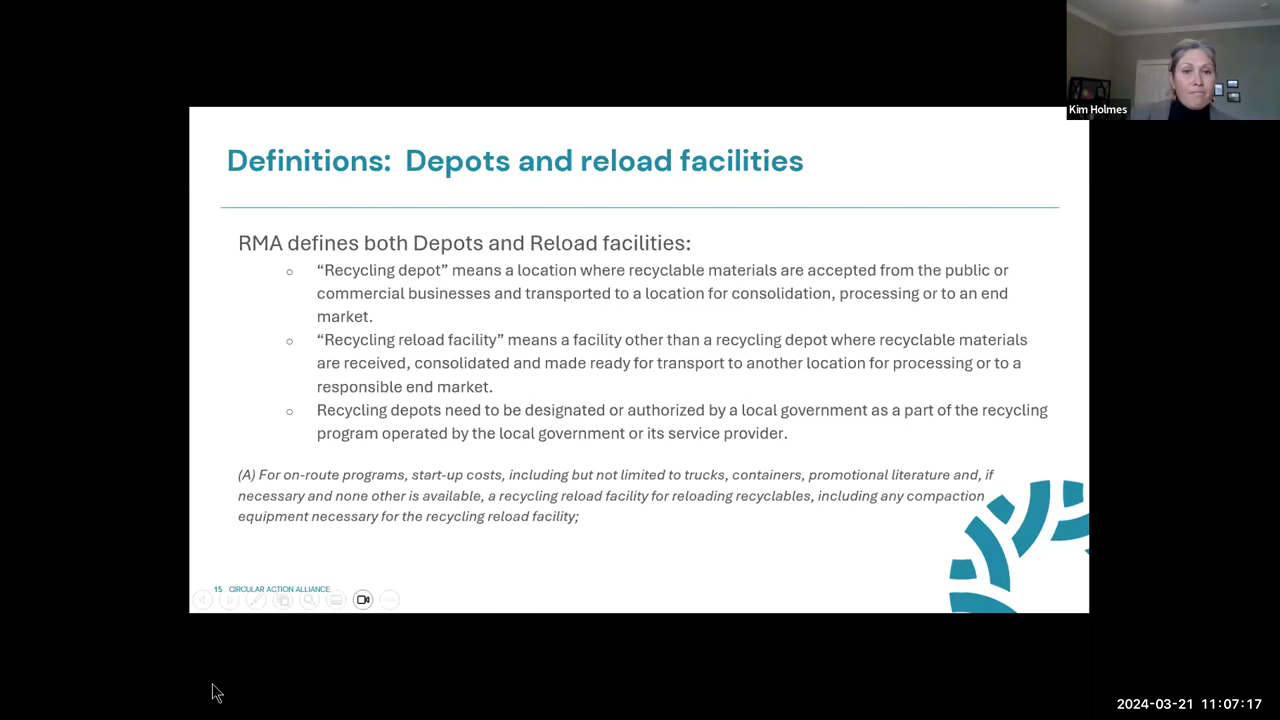 Kim Holmes
Definitions: Depots and reload facilities
RMA defines both Depots and Reload facilities:
○ “Recycling depot” means a location where recyclable materials are accepted from the public or
commercial businesses and transported to a location for consolidation, processing or to an end
market.
○ “Recycling reload facility” means a facility other than a recycling depot where recyclable materials
are received, consolidated and made ready for transport to another location for processing or to a
responsible end market.
○ Recycling depots need to be designated or authorized by a local government as a part of the recycling
program operated by the local government or its service provider.
(A) For on-route programs, start-up costs, including but not limited to trucks, containers, promotional literature and, if
necessary and none other is available, a recycling reload facility for reloading recyclables, including any compaction
equipment necessary for the recycling reload facility;
15 CIRCULAR ACTION ALLIANCE
2024-03-21 11:07:17